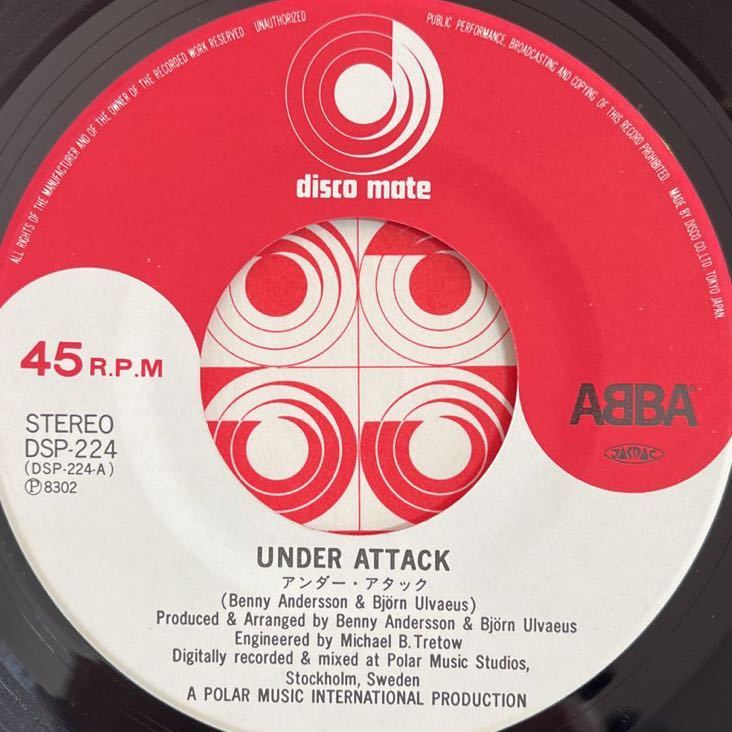 ALL RIGHTS OF THE MANUFACTURER AND OF THE OWNER OF THE RECORDED WORK RESERVED. UNAUTHORIZED
PUBLIC PERFORMANCE, BROADCASTING AND COPYING OF THIS RECORD PROHIBITED.
MADE BY DISCO CO., LTD. TOKYO JAPAN.
disco mate
45 R.P.M
STEREO
DSP-224
(DSP-224-A)
Ⓟ8302
ABBA
JASRAC
UNDER ATTACK
アンダー・アタック
(Benny Andersson & Björn Ulvaeus)
Produced & Arranged by Benny Andersson & Björn Ulvaeus
Engineered by Michael B. Tretow
Digitally recorded & mixed at Polar Music Studios,
Stockholm, Sweden
A POLAR MUSIC INTERNATIONAL PRODUCTION